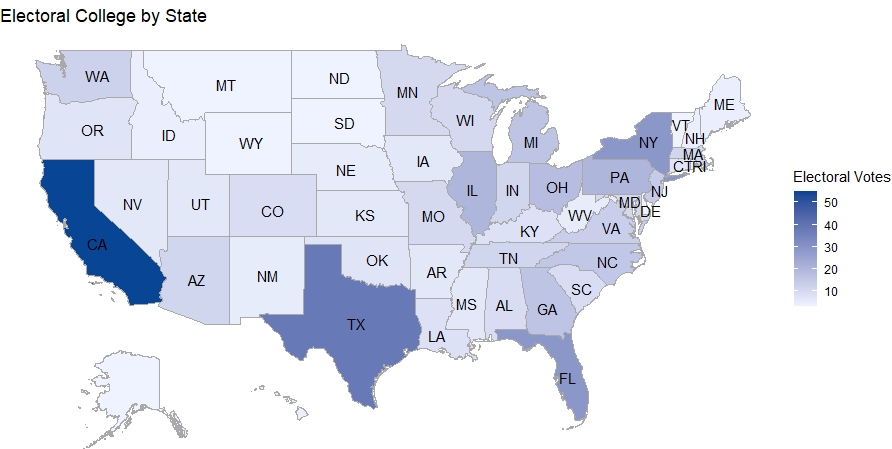 Electoral College by State
WA
MT
ND
MN
ME
VT
NH
OR
ID
SD
WI
MI
NY
MA
CT RI
WY
IA
PA
NJ
NE
IL
IN
OH
MD
DE
NV
UT
CO
KS
MO
WV
VA
KY
CA
AZ
NM
OK
AR
TN
NC
SC
TX
LA
MS
AL
GA
FL
Electoral Votes
50
40
30
20
10